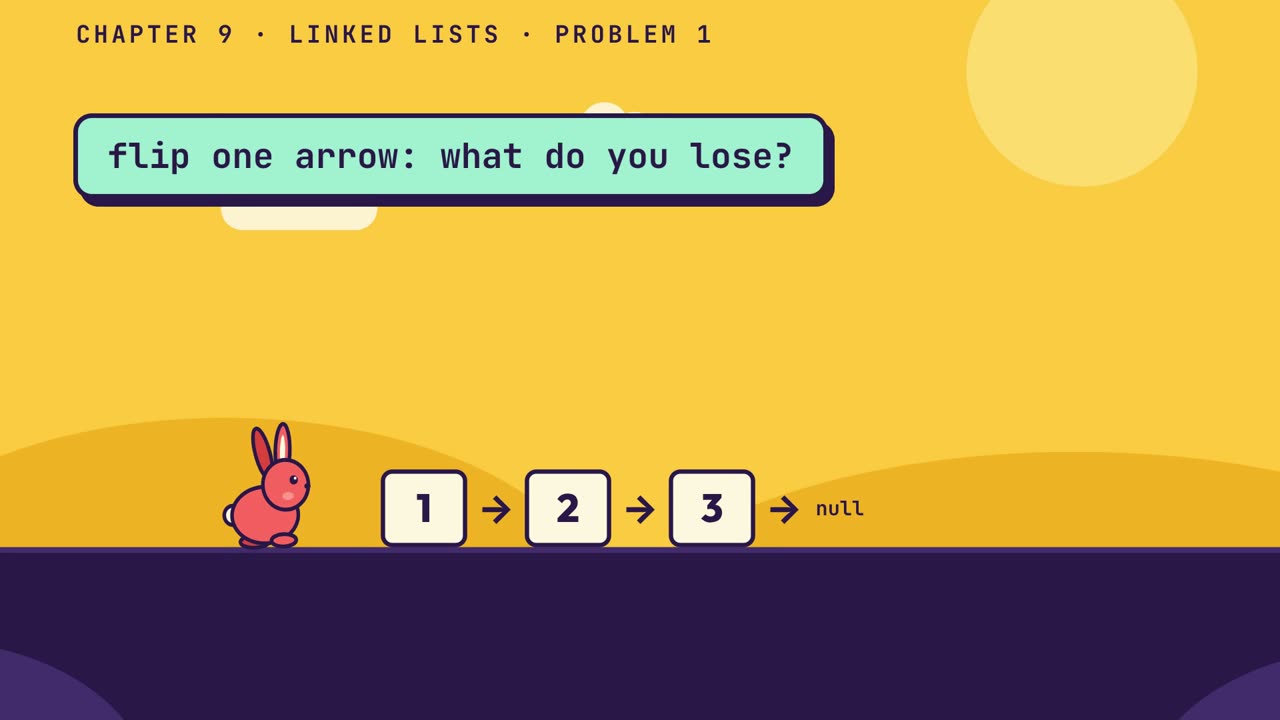 CHAPTER 9 · LINKED LISTS · PROBLEM 1
flip one arrow: what do you lose?
1 → 2 → 3 → null